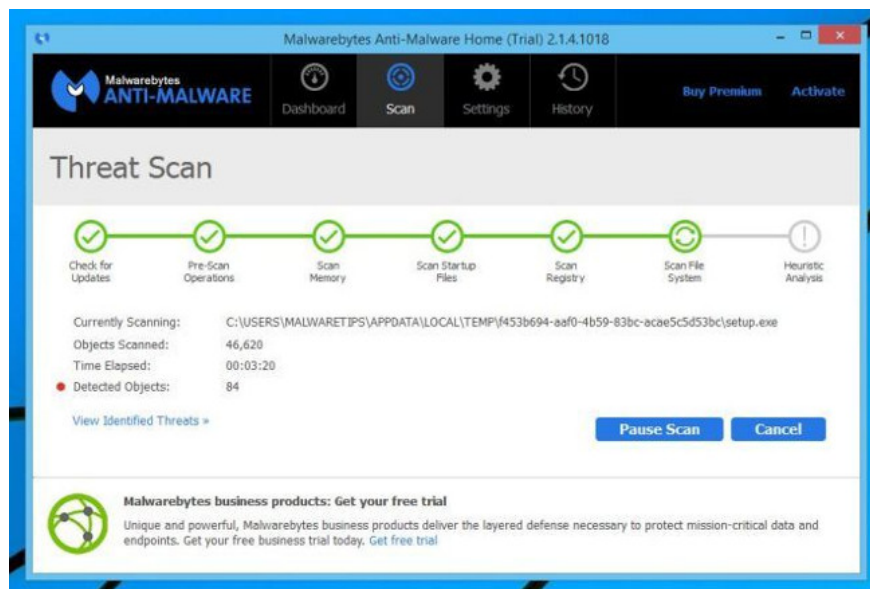 Malwarebytes Anti-Malware Home (Trial) 2.1.4.1018
Malwarebytes
ANTI-MALWARE
Dashboard
Scan
Settings
History
Buy Premium
Activate
Threat Scan
Check for
Updates
Pre-Scan
Operations
Scan
Memory
Scan Startup
Files
Scan
Registry
Scan File
System
Heuristic
Analysis
Currently Scanning: C:\USERS\MALWARETIPS\APPDATA\LOCAL\TEMP\f453b694-aaf0-4b59-83bc-acae5c5d53bc\setup.exe
Objects Scanned: 46,620
Time Elapsed: 00:03:20
Detected Objects: 84
View Identified Threats »
Pause Scan
Cancel
Malwarebytes business products: Get your free trial
Unique and powerful, Malwarebytes business products deliver the layered defense necessary to protect mission-critical data and
endpoints. Get your free business trial today. Get free trial